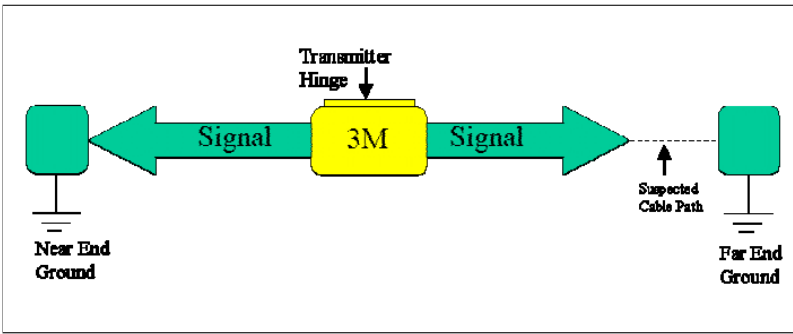 Transmitter
Hinge
Signal
3M
Signal
Suspected
Cable Path
Near End
Ground
Far End
Ground